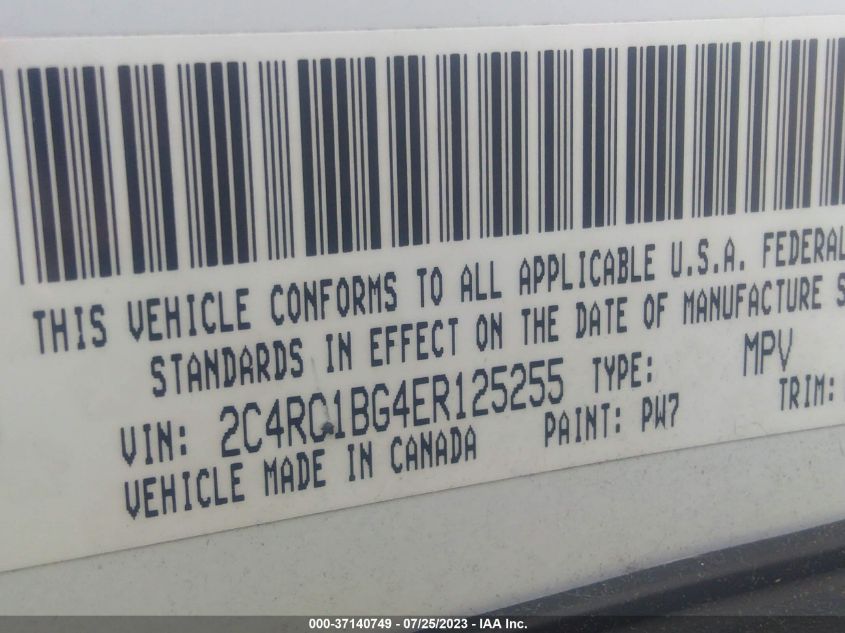 THIS VEHICLE CONFORMS TO ALL APPLICABLE U.S.A. FEDERAL
STANDARDS IN EFFECT ON THE DATE OF MANUFACTURE S
VIN: 2C4RC1BG4ER125255 TYPE: MPV
VEHICLE MADE IN CANADA PAINT: PW7 TRIM:
000-37140749 / 07/25/2023 - IAA Inc.